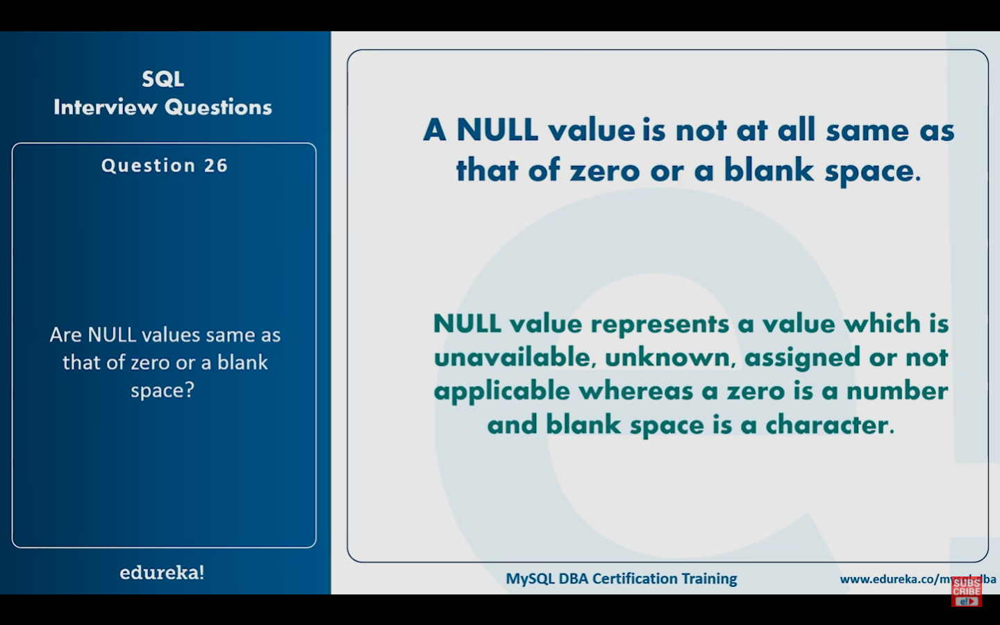 SQL
Interview Questions
Question 26
Are NULL values same as
that of zero or a blank
space?
edureka!
A NULL value is not at all same as
that of zero or a blank space.
NULL value represents a value which is
unavailable, unknown, assigned or not
applicable whereas a zero is a number
and blank space is a character.
MySQL DBA Certification Training
www.edureka.co/mysql-dba
SUBS
CRIBE
e!